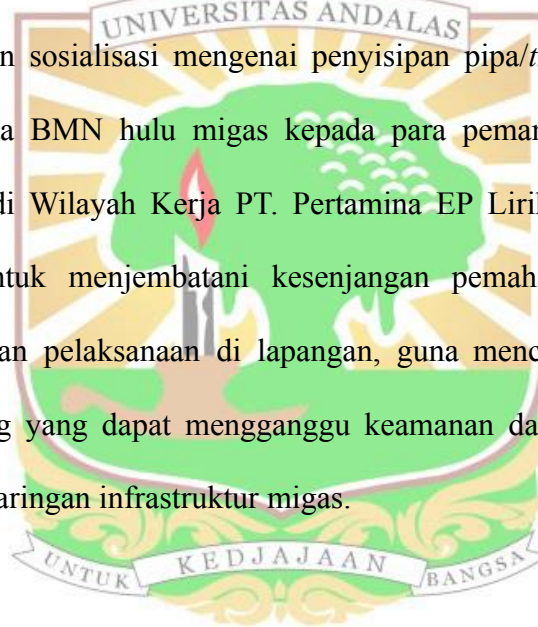 UNIVERSITAS ANDALAS
n sosialisasi mengenai penyisipan pipa/
a BMN hulu migas kepada para peman
di Wilayah Kerja PT. Pertamina EP Liri
ntuk menjembatani kesenjangan pemah
an pelaksanaan di lapangan, guna menc
g yang dapat mengganggu keamanan da
aringan infrastruktur migas.
UNTUK KEDJAJAAN BANGSA